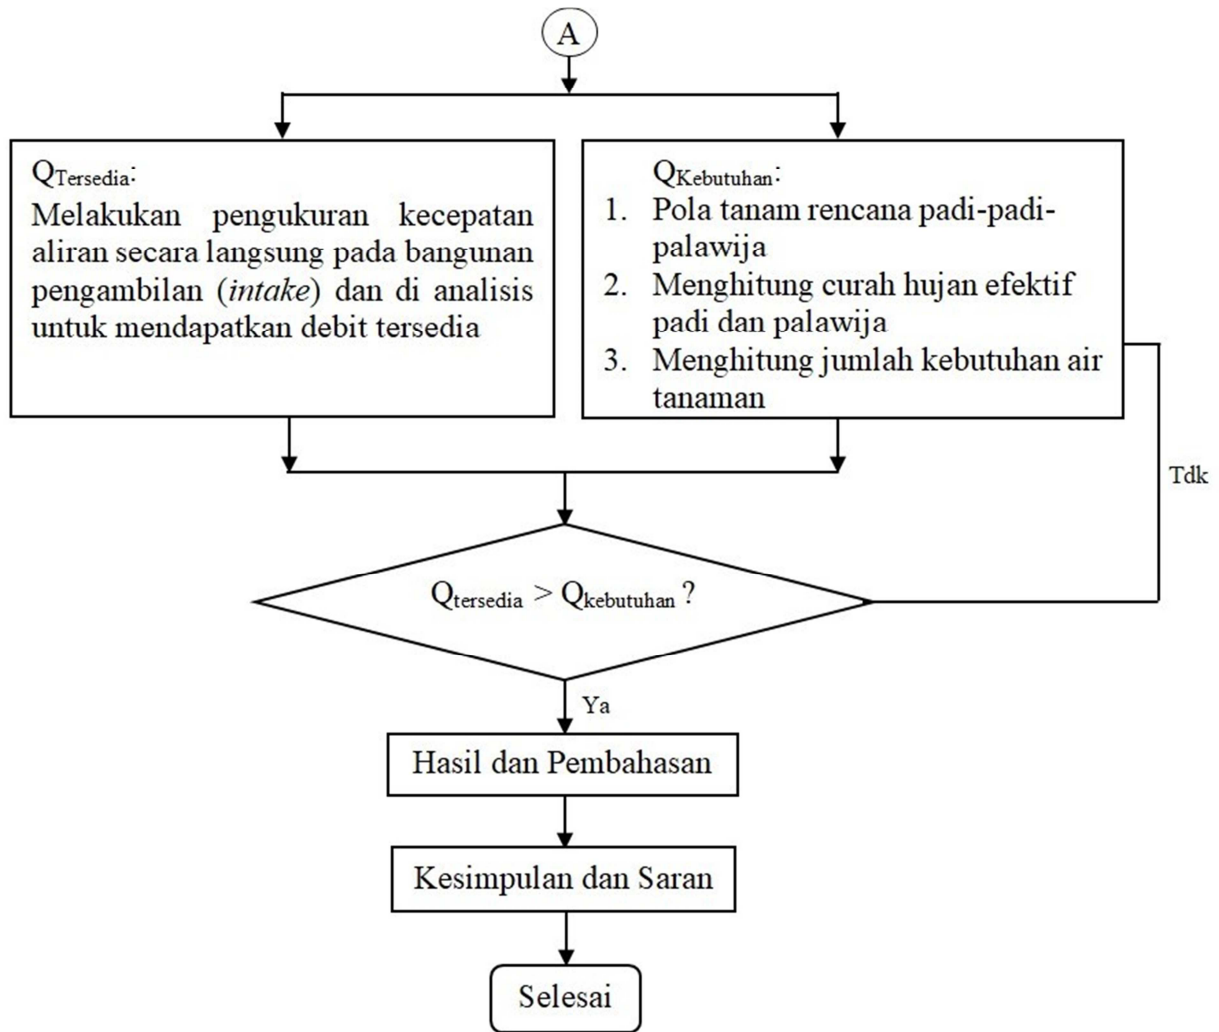 A
QTersedia:
Melakukan pengukuran kecepatan
aliran secara langsung pada bangunan
pengambilan (intake) dan di analisis
untuk mendapatkan debit tersedia
QKebutuhan:
1. Pola tanam rencana padi-padi-
palawija
2. Menghitung curah hujan efektif
padi dan palawija
3. Menghitung jumlah kebutuhan air
tanaman
Tdk
Qtersedia > Qkebutuhan ?
Ya
Hasil dan Pembahasan
Kesimpulan dan Saran
Selesai